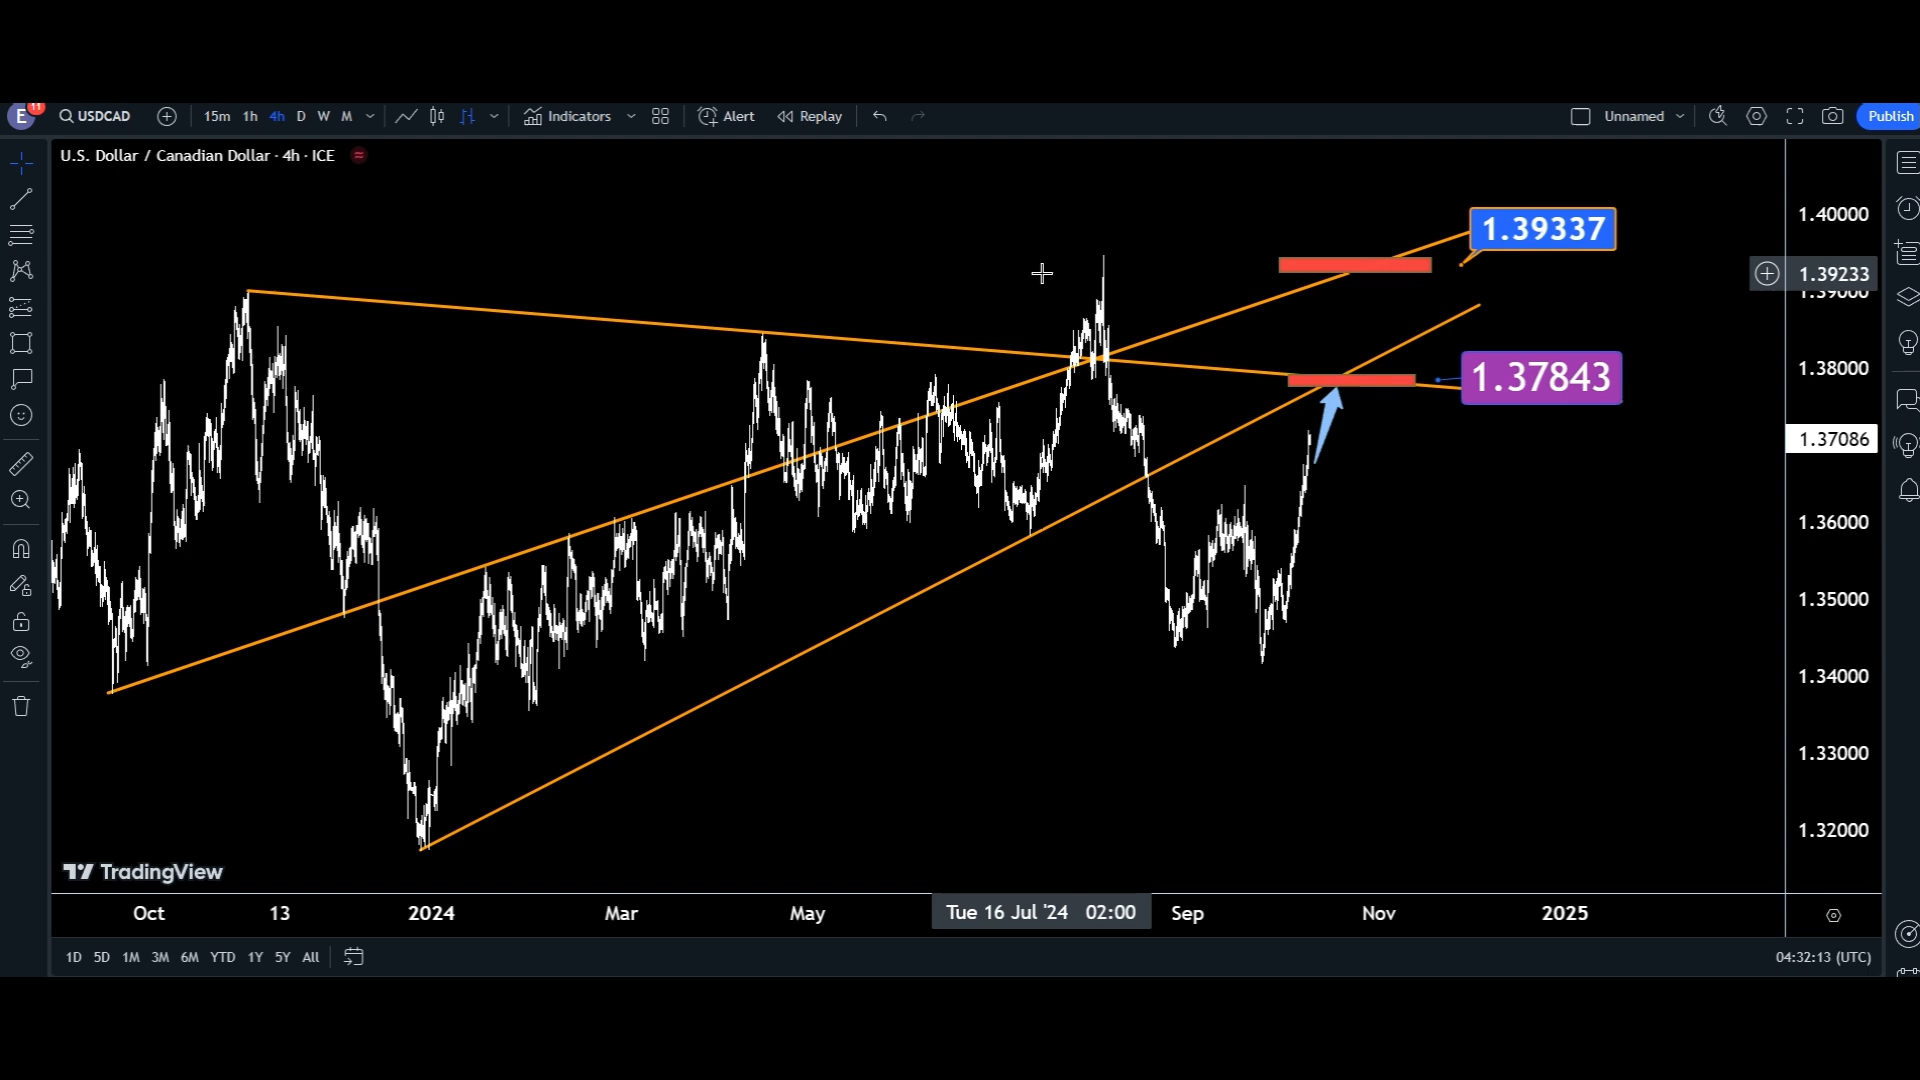 E 11 USDCAD 15m 1h 4h D W M Indicators Alert Replay Unnamed Publish
U.S. Dollar / Canadian Dollar · 4h · ICE
1.40000
1.39337
1.39233
1.39000
1.38000
1.37843
1.37086
1.36000
1.35000
1.34000
1.33000
1.32000
TradingView
Oct 13 2024 Mar May Tue 16 Jul '24 02:00 Sep Nov 2025
1D 5D 1M 3M 6M YTD 1Y 5Y All 04:32:13 (UTC)